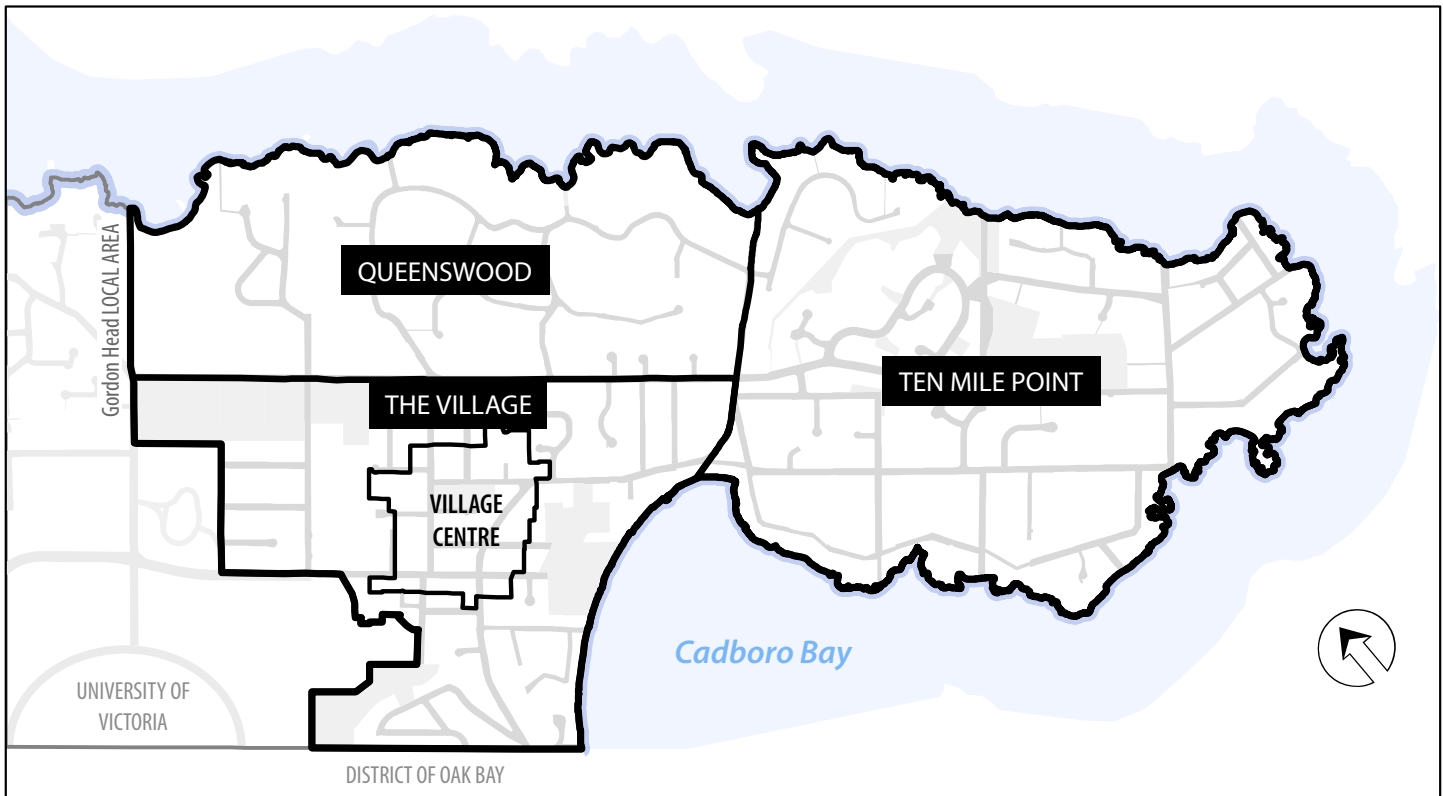 Gordon Head LOCAL AREA
QUEENSWOOD
TEN MILE POINT
THE VILLAGE
VILLAGE
CENTRE
Cadboro Bay
UNIVERSITY OF
VICTORIA
DISTRICT OF OAK BAY